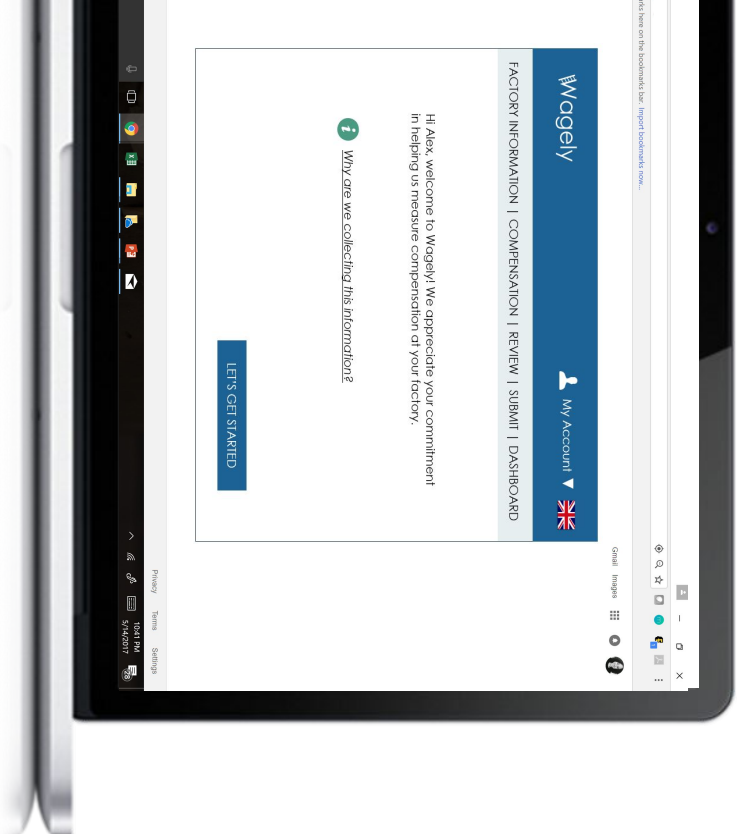 rks here on the bookmarks bar. Import bookmarks now...
Gmail Images
Wagely
My Account
FACTORY INFORMATION | COMPENSATION | REVIEW | SUBMIT | DASHBOARD
Hi Alex, welcome to Wagely! We appreciate your commitment
in helping us measure compensation at your factory.
i Why are we collecting this information?
LET'S GET STARTED
Privacy Terms Settings
10:41 PM
5/14/2017
28